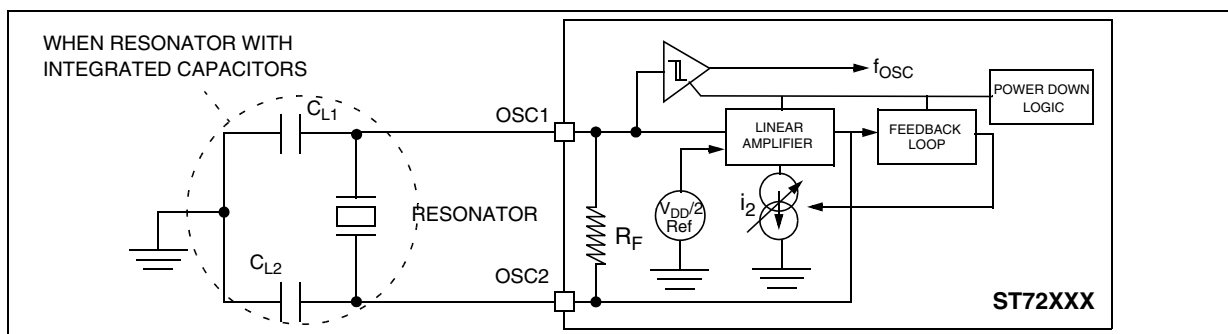 WHEN RESONATOR WITH
INTEGRATED CAPACITORS
CL1
OSC1
fOSC
POWER DOWN
LOGIC
LINEAR
AMPLIFIER
FEEDBACK
LOOP
RESONATOR
RF
VDD/2
Ref
i2
CL2
OSC2
ST72XXX